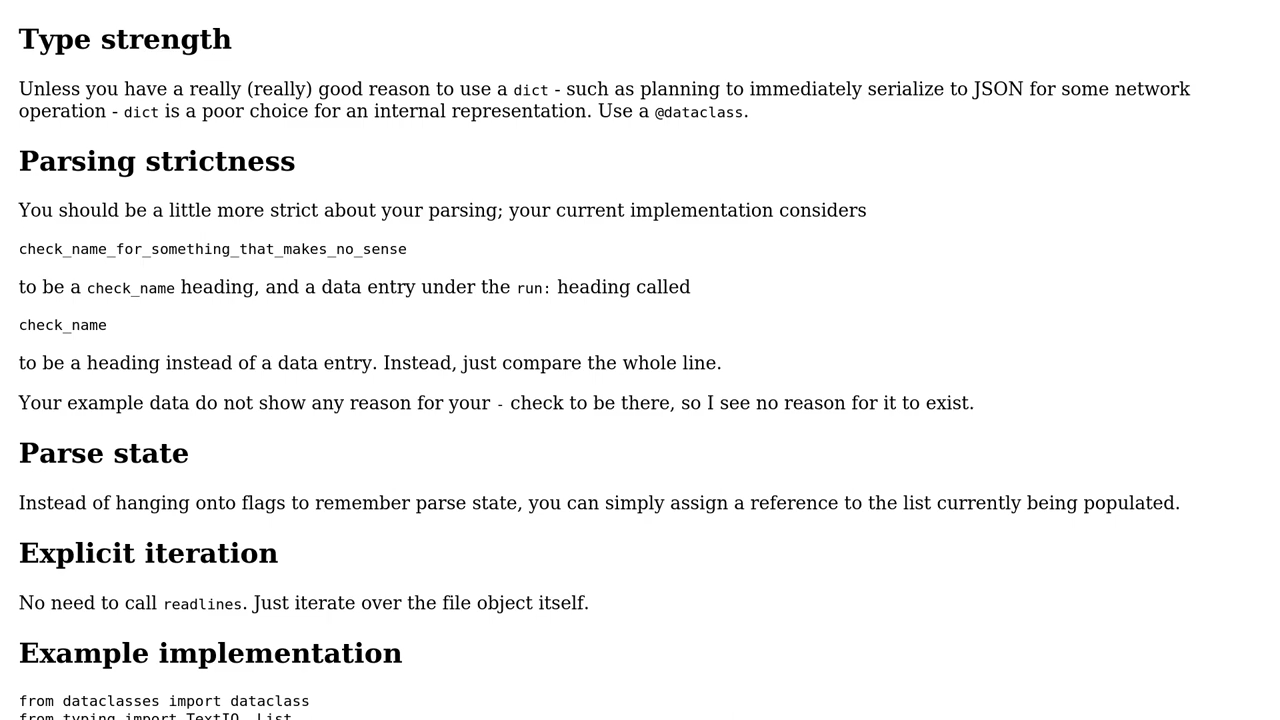 Type strength
Unless you have a really (really) good reason to use a dict - such as planning to immediately serialize to JSON for some network
operation - dict is a poor choice for an internal representation. Use a @dataclass.
Parsing strictness
You should be a little more strict about your parsing; your current implementation considers
check_name_for_something_that_makes_no_sense
to be a check_name heading, and a data entry under the run: heading called
check_name
to be a heading instead of a data entry. Instead, just compare the whole line.
Your example data do not show any reason for your - check to be there, so I see no reason for it to exist.
Parse state
Instead of hanging onto flags to remember parse state, you can simply assign a reference to the list currently being populated.
Explicit iteration
No need to call readlines. Just iterate over the file object itself.
Example implementation
from dataclasses import dataclass
from typing import TextIO, List